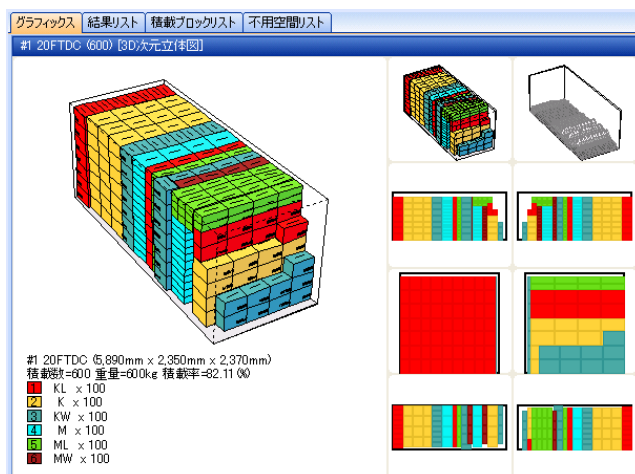 グラフィックス 結果リスト 積載ブロックリスト 不用空間リスト
#1 20FTDC (600) [3D次元立体図]
#1 20FTDC (5,890mm x 2,350mm x 2,370mm)
積載数=600 重量=600kg 積載率=82.11(%)
1 KL x 100
2 K x 100
3 KW x 100
4 M x 100
5 ML x 100
6 MW x 100